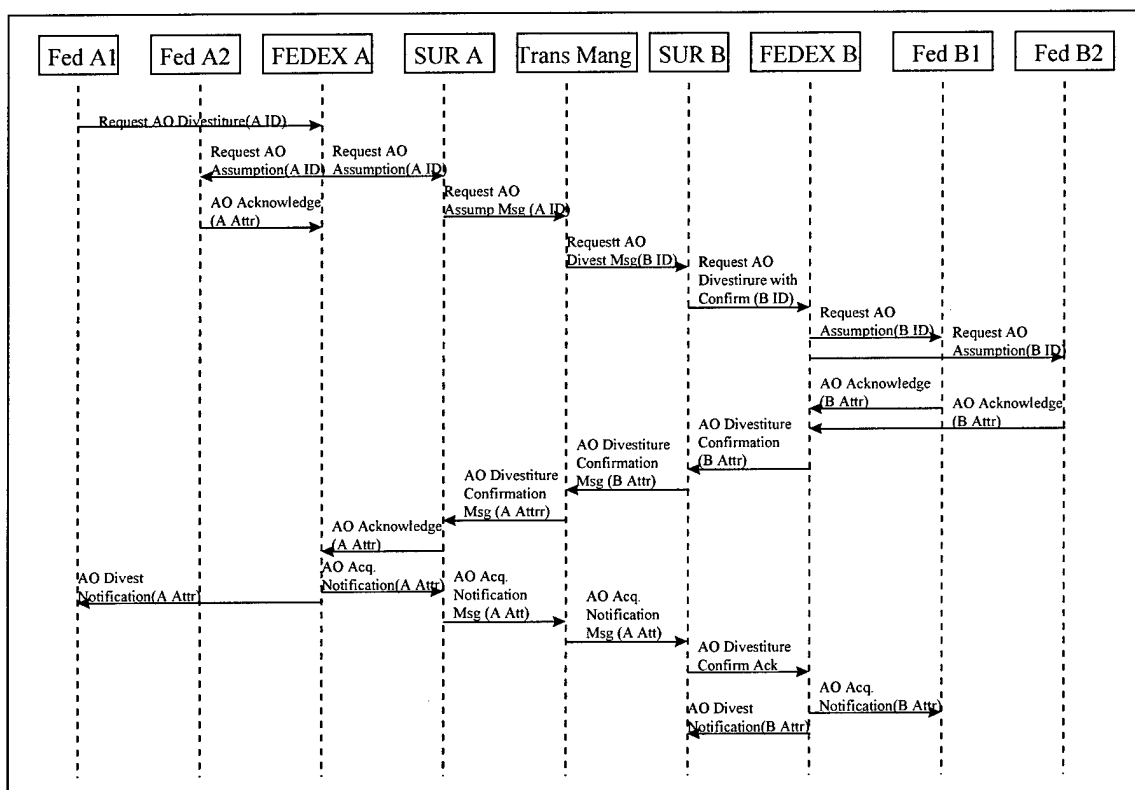 Fed A1
Fed A2
FEDEX A
SUR A
Trans Mang
SUR B
FEDEX B
Fed B1
Fed B2
Request AO Divestiture(A ID)
Request AO
Assumption(A ID)
Request AO
Assumption(A ID)
AO Acknowledge
(A Attr)
Request AO
Assump Msg (A ID)
Requestt AO
Divest Msg(B ID)
Request AO
Divestirure with
Confirm (B ID)
Request AO
Assumption(B ID)
Request AO
Assumption(B ID)
AO Acknowledge
(B Attr)
AO Acknowledge
(B Attr)
AO Divestiture
Confirmation
(B Attr)
AO Divestiture
Confirmation
Msg (B Attr)
AO Divestiture
Confirmation
Msg (A Attrr)
AO Acknowledge
(A Attr)
AO Divest
Notification(A Attr)
AO Acq.
Notification(A Attr)
AO Acq.
Notification
Msg (A Att)
AO Acq.
Notification
Msg (A Att)
AO Divestiture
Confirm Ack
AO Acq.
Notification(B Attr)
AO Divest
Notification(B Attr)